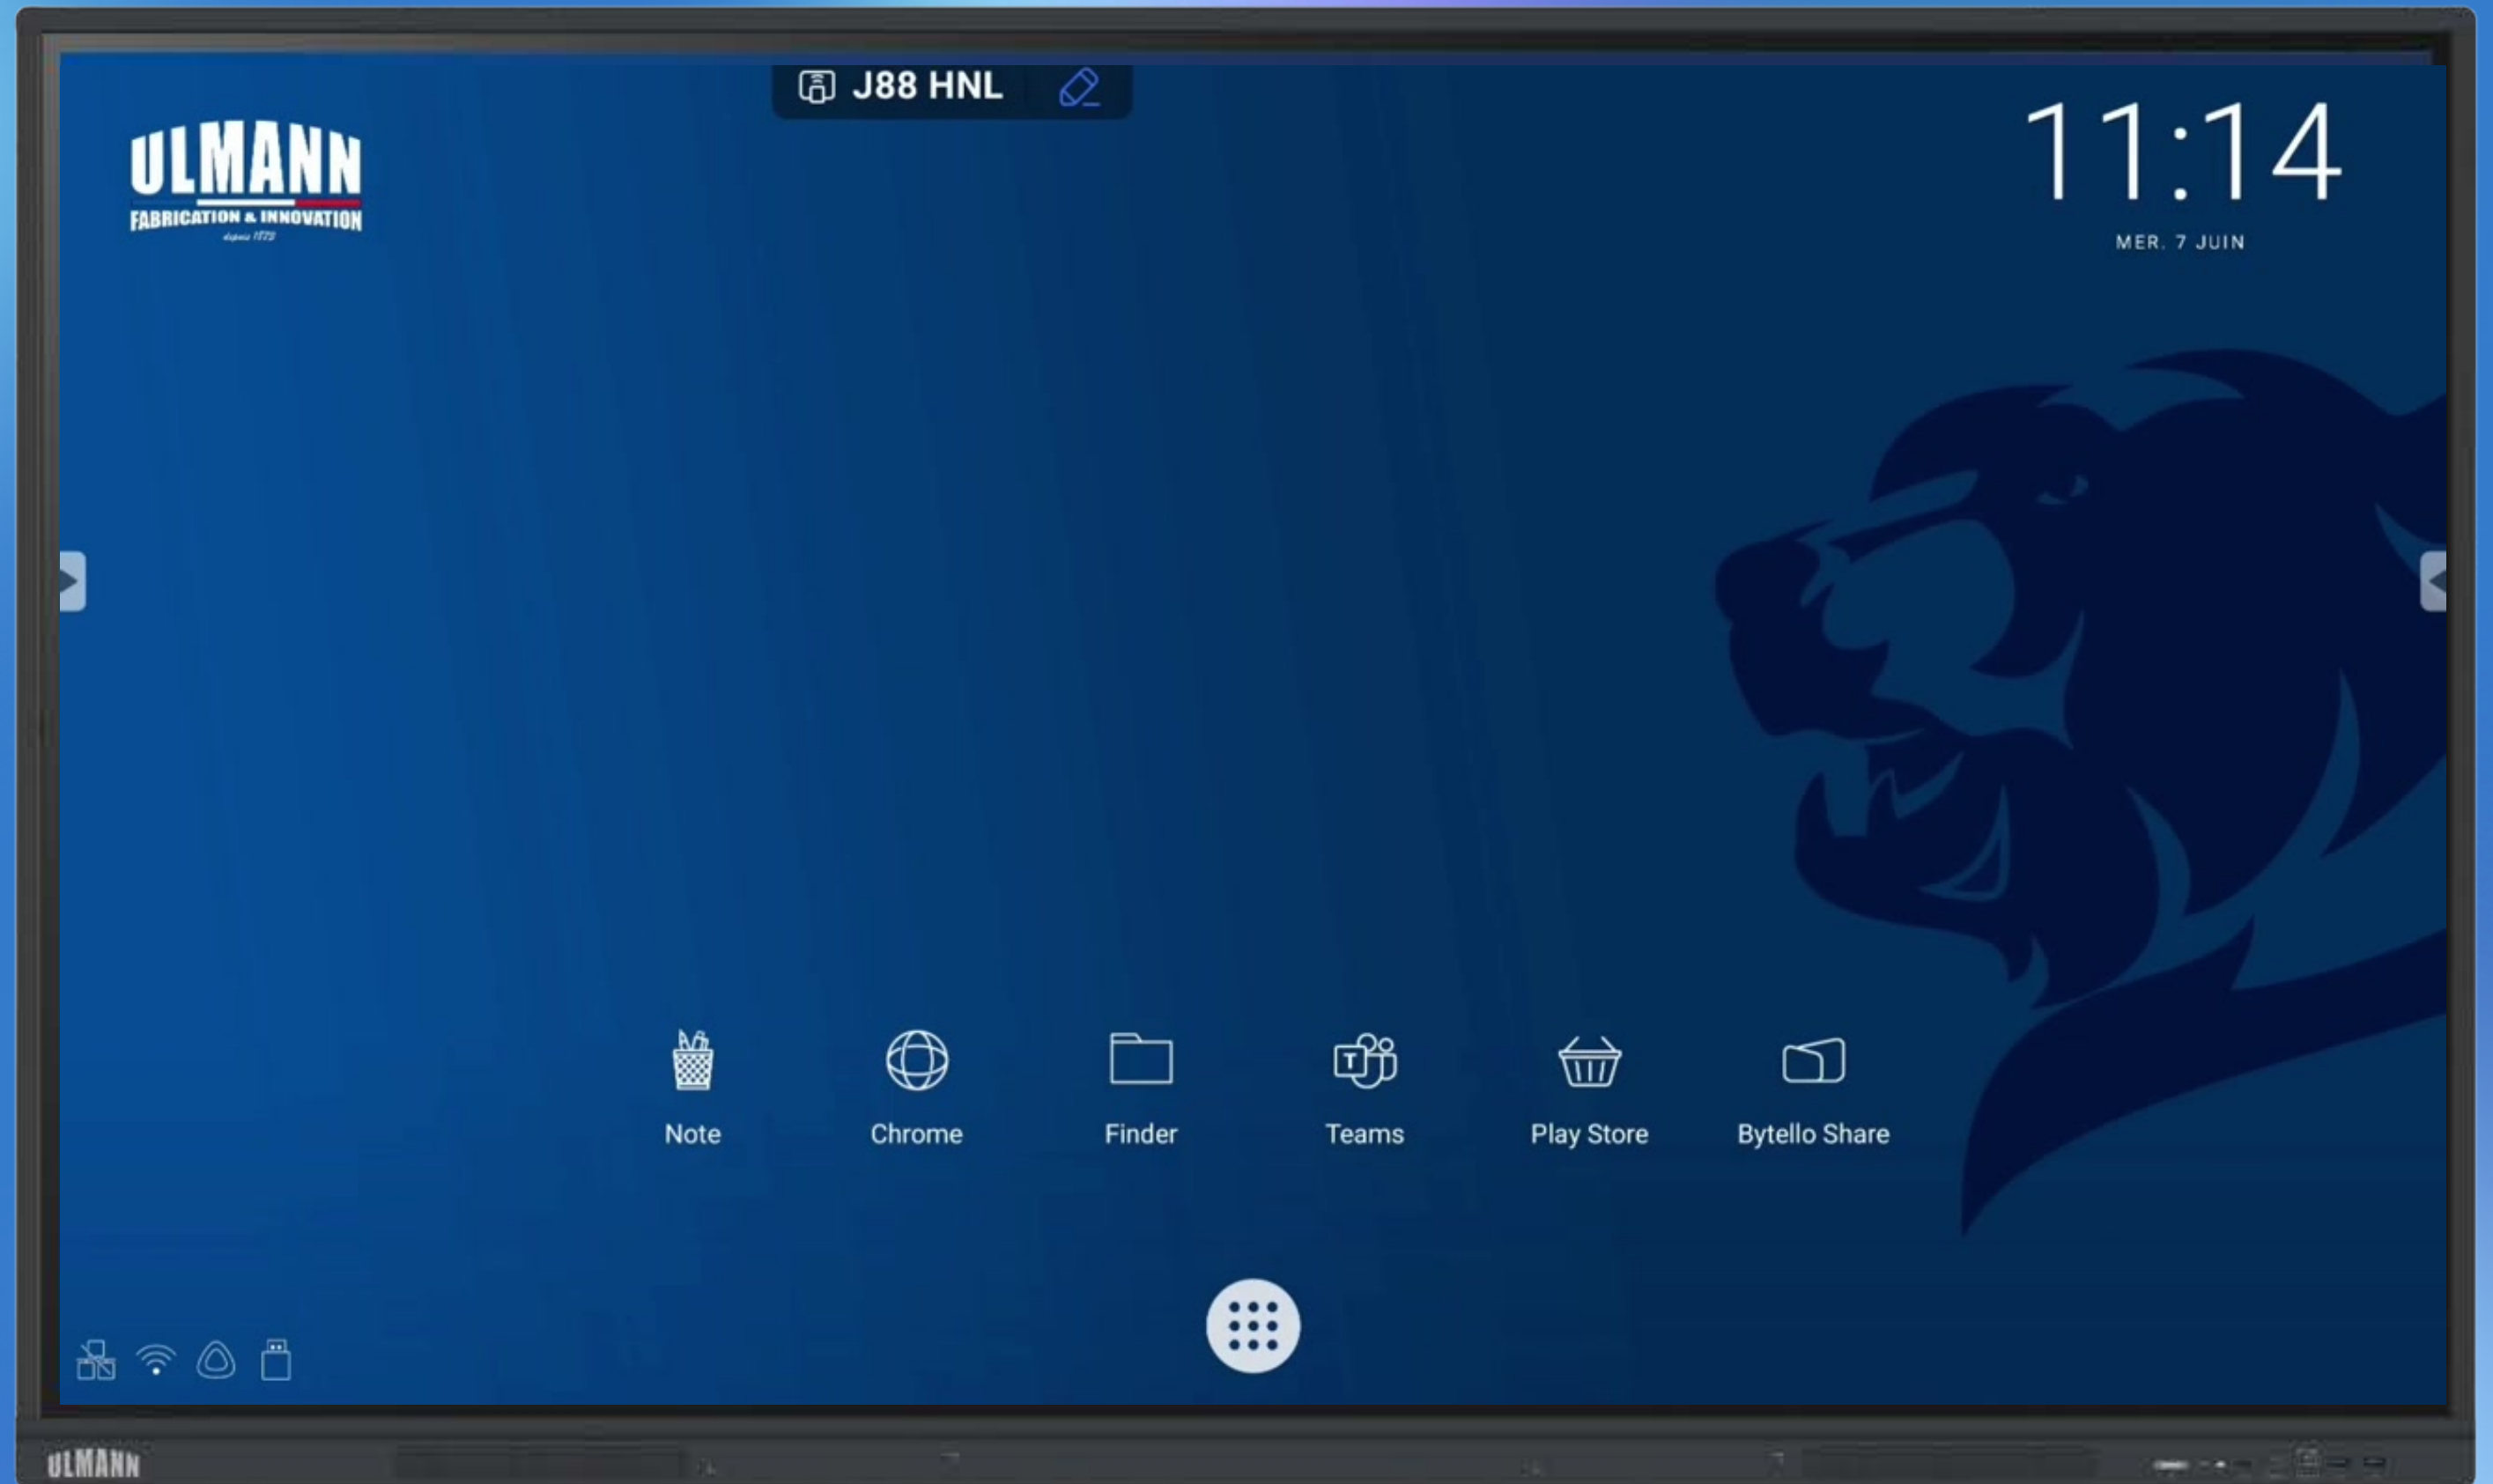 J88 HNL
ULMANN
FABRICATION & INNOVATION
11:14
MER. 7 JUIN
Note
Chrome
Finder
T
Teams
Play Store
Bytello Share
ULMANN